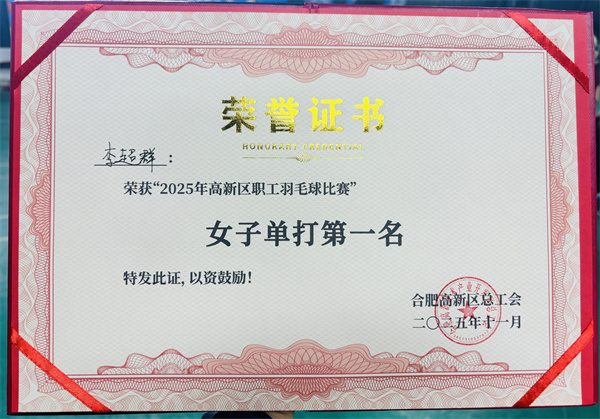 荣誉证书
HONORARY CREDENTIAL
李超群：
荣获“2025年高新区职工羽毛球比赛”
女子单打第一名
特发此证，以资鼓励！
合肥高新区总工会
二〇二五年十一月